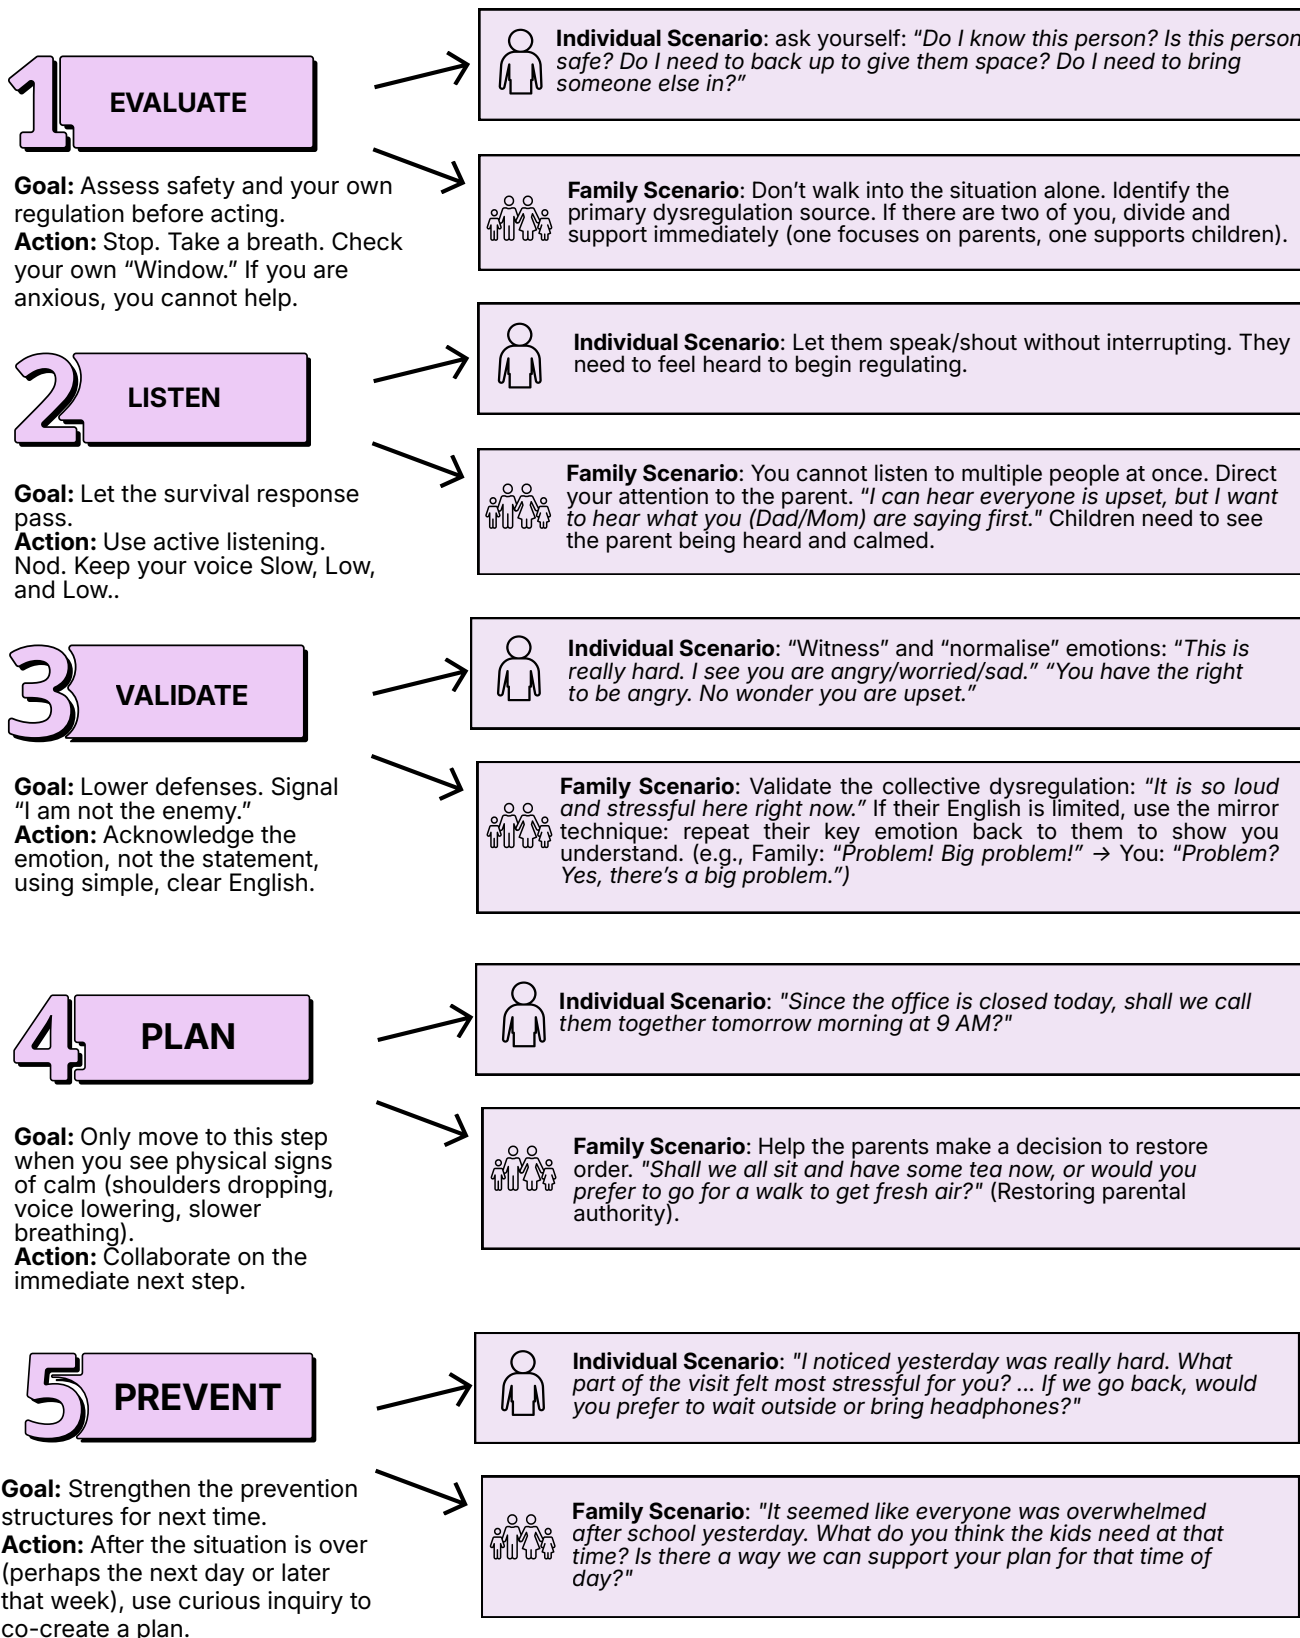 1
EVALUATE
Goal: Assess safety and your own
regulation before acting.
Action: Stop. Take a breath. Check
your own “Window.” If you are
anxious, you cannot help.
Individual Scenario: ask yourself: “Do I know this person? Is this person
safe? Do I need to back up to give them space? Do I need to bring
someone else in?”
Family Scenario: Don’t walk into the situation alone. Identify the
primary dysregulation source. If there are two of you, divide and
support immediately (one focuses on parents, one supports children).
2
LISTEN
Goal: Let the survival response
pass.
Action: Use active listening.
Nod. Keep your voice Slow, Low,
and Low..
Individual Scenario: Let them speak/shout without interrupting. They
need to feel heard to begin regulating.
Family Scenario: You cannot listen to multiple people at once. Direct
your attention to the parent. “I can hear everyone is upset, but I want
to hear what you (Dad/Mom) are saying first." Children need to see
the parent being heard and calmed.
3
VALIDATE
Goal: Lower defenses. Signal
“I am not the enemy.”
Action: Acknowledge the
emotion, not the statement,
using simple, clear English.
Individual Scenario: “Witness” and “normalise” emotions: “This is
really hard. I see you are angry/worried/sad.” “You have the right
to be angry. No wonder you are upset.”
Family Scenario: Validate the collective dysregulation: “It is so loud
and stressful here right now.” If their English is limited, use the mirror
technique: repeat their key emotion back to them to show you
understand. (e.g., Family: “Problem! Big problem!” → You: “Problem?
Yes, there’s a big problem.”)
4
PLAN
Goal: Only move to this step
when you see physical signs
of calm (shoulders dropping,
voice lowering, slower
breathing).
Action: Collaborate on the
immediate next step.
Individual Scenario: "Since the office is closed today, shall we call
them together tomorrow morning at 9 AM?"
Family Scenario: Help the parents make a decision to restore
order. "Shall we all sit and have some tea now, or would you
prefer to go for a walk to get fresh air?" (Restoring parental
authority).
5
PREVENT
Goal: Strengthen the prevention
structures for next time.
Action: After the situation is over
(perhaps the next day or later
that week), use curious inquiry to
co-create a plan.
Individual Scenario: "I noticed yesterday was really hard. What
part of the visit felt most stressful for you? ... If we go back, would
you prefer to wait outside or bring headphones?"
Family Scenario: "It seemed like everyone was overwhelmed
after school yesterday. What do you think the kids need at that
time? Is there a way we can support your plan for that time of
day?"